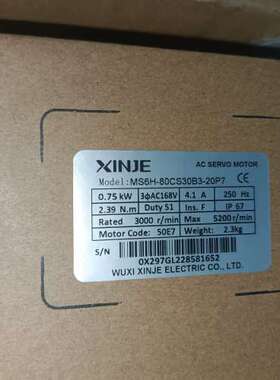 XINJE AC SERVO MOTOR
Model: MS6H-80CS30B3-20P7 CE
0.75 kW 3ΦAC168V 4.1 A 250 Hz
2.39 N.m Duty S1 Ins. F IP 67
Rated 3000 r/min Max 5200r/min
Motor Code: 50E7 Weight: 2.3kg
S/N
0X297GL228581652
WUXI XINJE ELECTRIC CO., LTD.